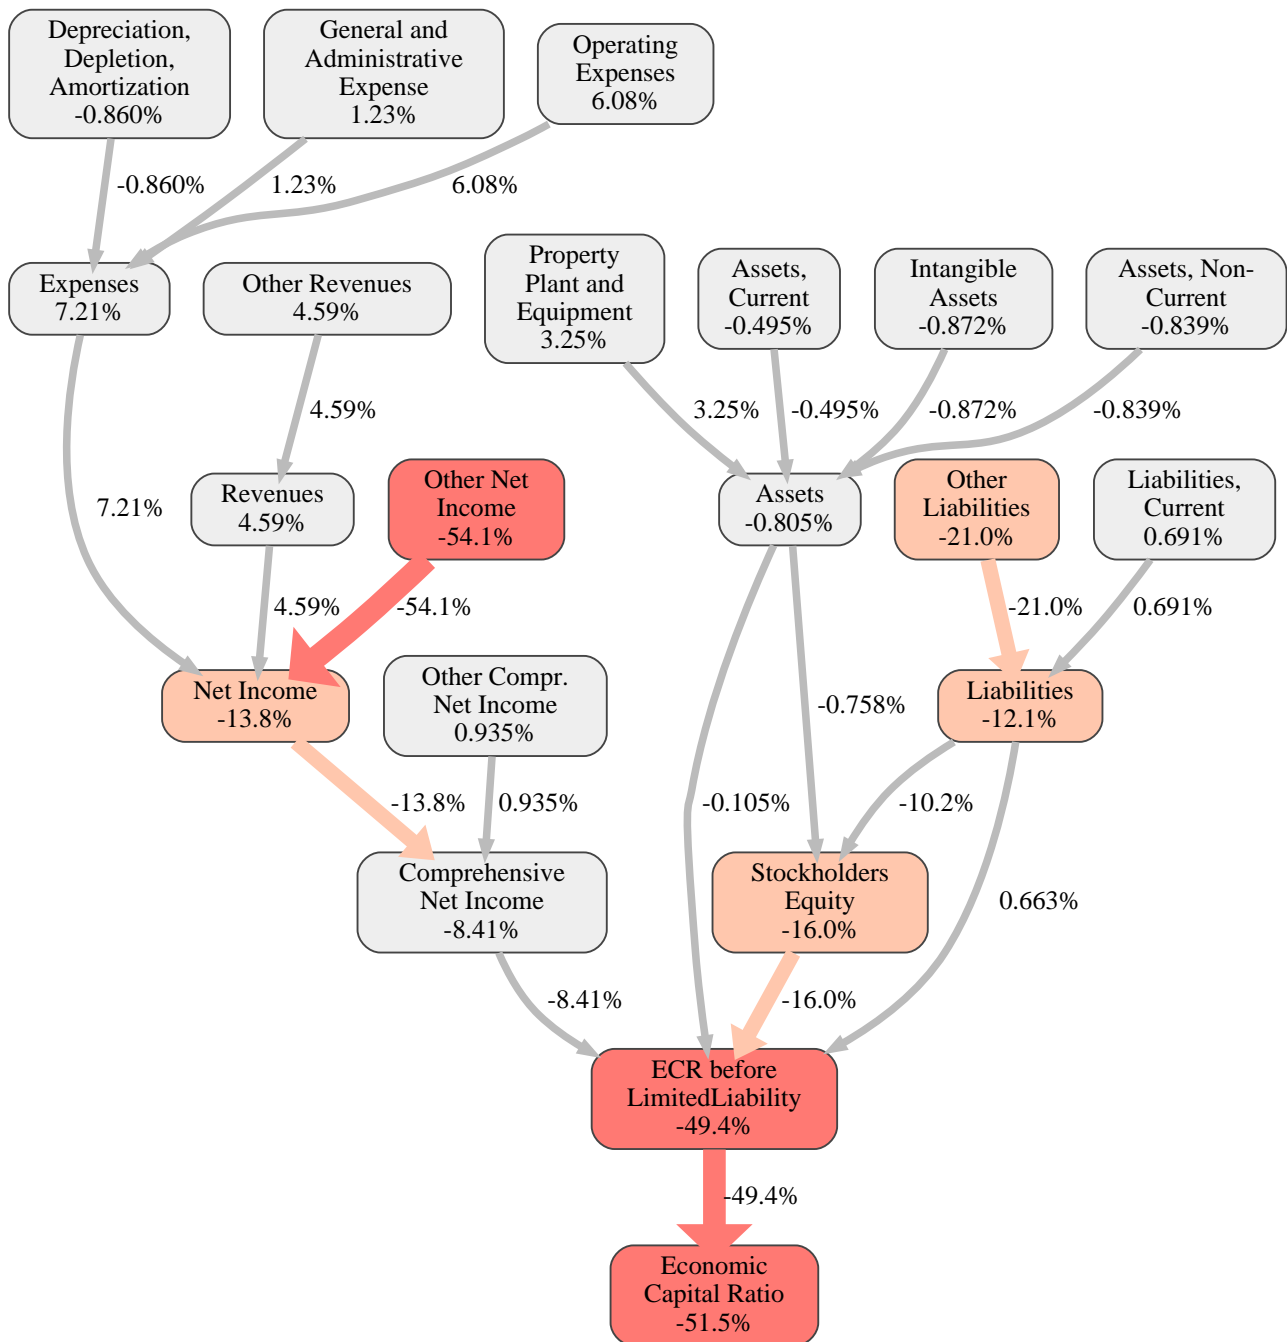 Depreciation,
Depletion,
Amortization
-0.860%
General and
Administrative
Expense
1.23%
Operating
Expenses
6.08%
-0.860%
1.23%
6.08%
Expenses
7.21%
Other Revenues
4.59%
Property
Plant and
Equipment
3.25%
Assets,
Current
-0.495%
Intangible
Assets
-0.872%
Assets, Non-
Current
-0.839%
4.59%
3.25%
-0.495%
-0.872%
-0.839%
7.21%
Revenues
4.59%
Other Net
Income
-54.1%
Assets
-0.805%
Other
Liabilities
-21.0%
Liabilities,
Current
0.691%
4.59%
-54.1%
-21.0%
0.691%
Net Income
-13.8%
Other Compr.
Net Income
0.935%
-0.758%
Liabilities
-12.1%
-13.8%
0.935%
-0.105%
-10.2%
Comprehensive
Net Income
-8.41%
Stockholders
Equity
-16.0%
0.663%
-8.41%
-16.0%
ECR before
LimitedLiability
-49.4%
-49.4%
Economic
Capital Ratio
-51.5%